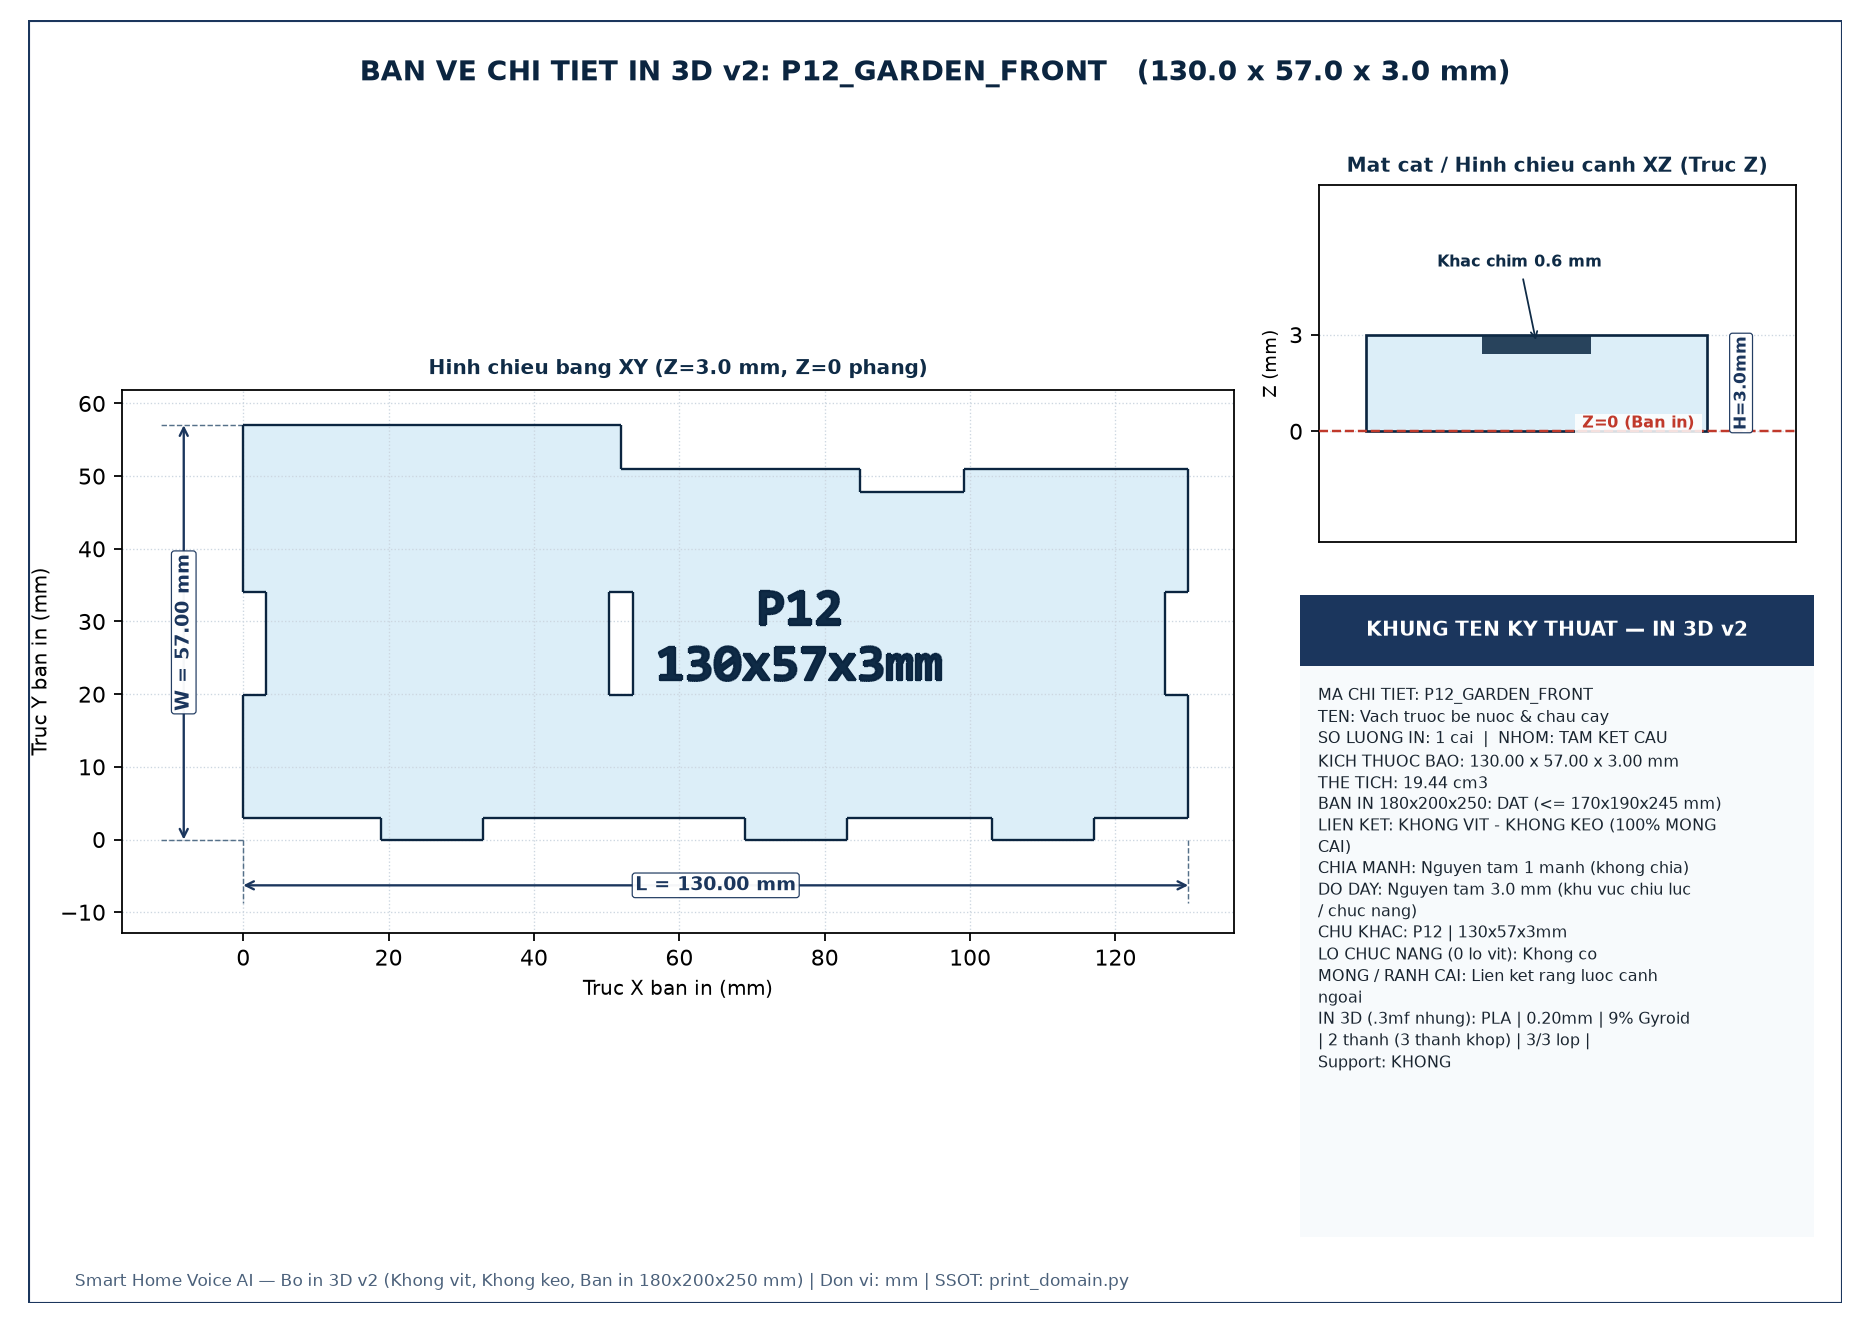 BAN VE CHI TIET IN 3D v2: P12_GARDEN_FRONT (130.0 x 57.0 x 3.0 mm)
Mat cat / Hinh chieu canh XZ (Truc Z)
Khac chim 0.6 mm
Z (mm)
3
0
Z=0 (Ban in)
H=3.0mm
Hinh chieu bang XY (Z=3.0 mm, Z=0 phang)
Truc Y ban in (mm)
60
50
40
30
20
10
0
−10
W = 57.00 mm
P12
130x57x3mm
L = 130.00 mm
0 20 40 60 80 100 120
Truc X ban in (mm)
KHUNG TEN KY THUAT — IN 3D v2
MA CHI TIET: P12_GARDEN_FRONT
TEN: Vach truoc be nuoc & chau cay
SO LUONG IN: 1 cai | NHOM: TAM KET CAU
KICH THUOC BAO: 130.00 x 57.00 x 3.00 mm
THE TICH: 19.44 cm3
BAN IN 180x200x250: DAT (<= 170x190x245 mm)
LIEN KET: KHONG VIT - KHONG KEO (100% MONG
CAI)
CHIA MANH: Nguyen tam 1 manh (khong chia)
DO DAY: Nguyen tam 3.0 mm (khu vuc chiu luc
/ chuc nang)
CHU KHAC: P12 | 130x57x3mm
LO CHUC NANG (0 lo vit): Khong co
MONG / RANH CAI: Lien ket rang luoc canh
ngoai
IN 3D (.3mf nhung): PLA | 0.20mm | 9% Gyroid
| 2 thanh (3 thanh khop) | 3/3 lop |
Support: KHONG
Smart Home Voice AI — Bo in 3D v2 (Khong vit, Khong keo, Ban in 180x200x250 mm) | Don vi: mm | SSOT: print_domain.py